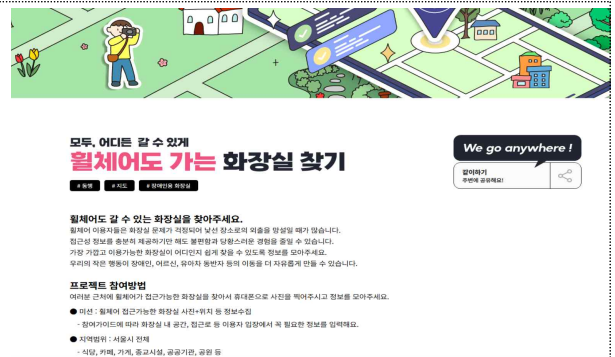 모두, 어디든 갈 수 있게
휠체어도 가는 화장실 찾기
# 동행 # 지도 # 장애인용 화장실
We go anywhere !
같이하기
주변에 공유해요!
휠체어도 갈 수 있는 화장실을 찾아주세요.
휠체어 이용자들은 화장실 문제가 걱정되어 낯선 장소로의 외출을 망설일 때가 많습니다.
접근성 정보를 충분히 제공하기만 해도 불편함과 당황스러운 경험을 줄일 수 있습니다.
가장 가깝고 이용가능한 화장실이 어디인지 쉽게 찾을 수 있도록 정보를 모아주세요.
우리의 작은 행동이 장애인, 어르신, 유아차 동반자 등의 이동을 더 자유롭게 만들 수 있습니다.
프로젝트 참여방법
여러분 근처에 휠체어가 접근가능한 화장실을 찾아서 휴대폰으로 사진을 찍어주시고 정보를 모아주세요.
● 미션 : 휠체어 접근가능한 화장실 사진+위치 등 정보수집
- 참여가이드에 따라 화장실 내 공간, 접근로 등 이용자 입장에서 꼭 필요한 정보를 입력해요.
● 지역범위 : 서울시 전체
- 식당, 카페, 가게, 종교시설, 공공기관, 공원 등